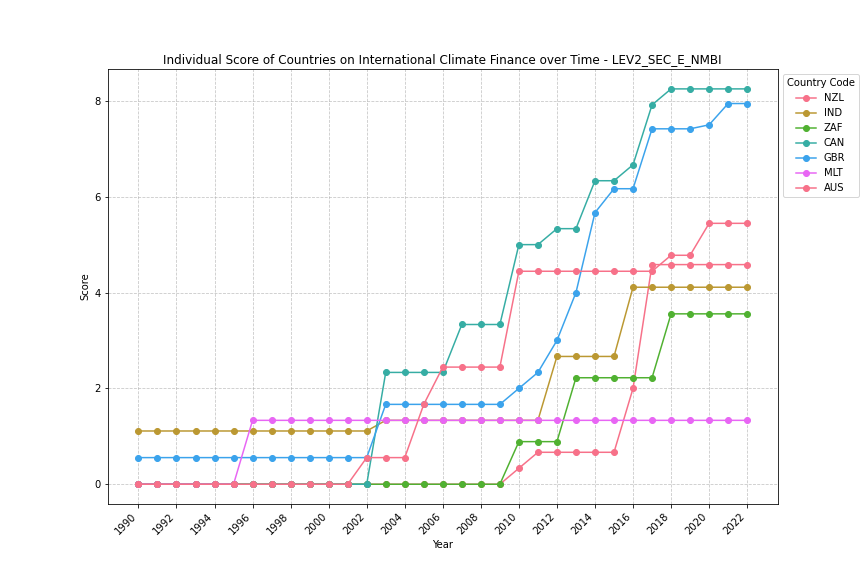 Individual Score of Countries on International Climate Finance over Time - LEV2_SEC_E_NMBI
Country Code
NZL
IND
ZAF
CAN
GBR
MLT
AUS
Score
8
6
4
2
0
1990
1992
1994
1996
1998
2000
2002
2004
2006
2008
2010
2012
2014
2016
2018
2020
2022
Year